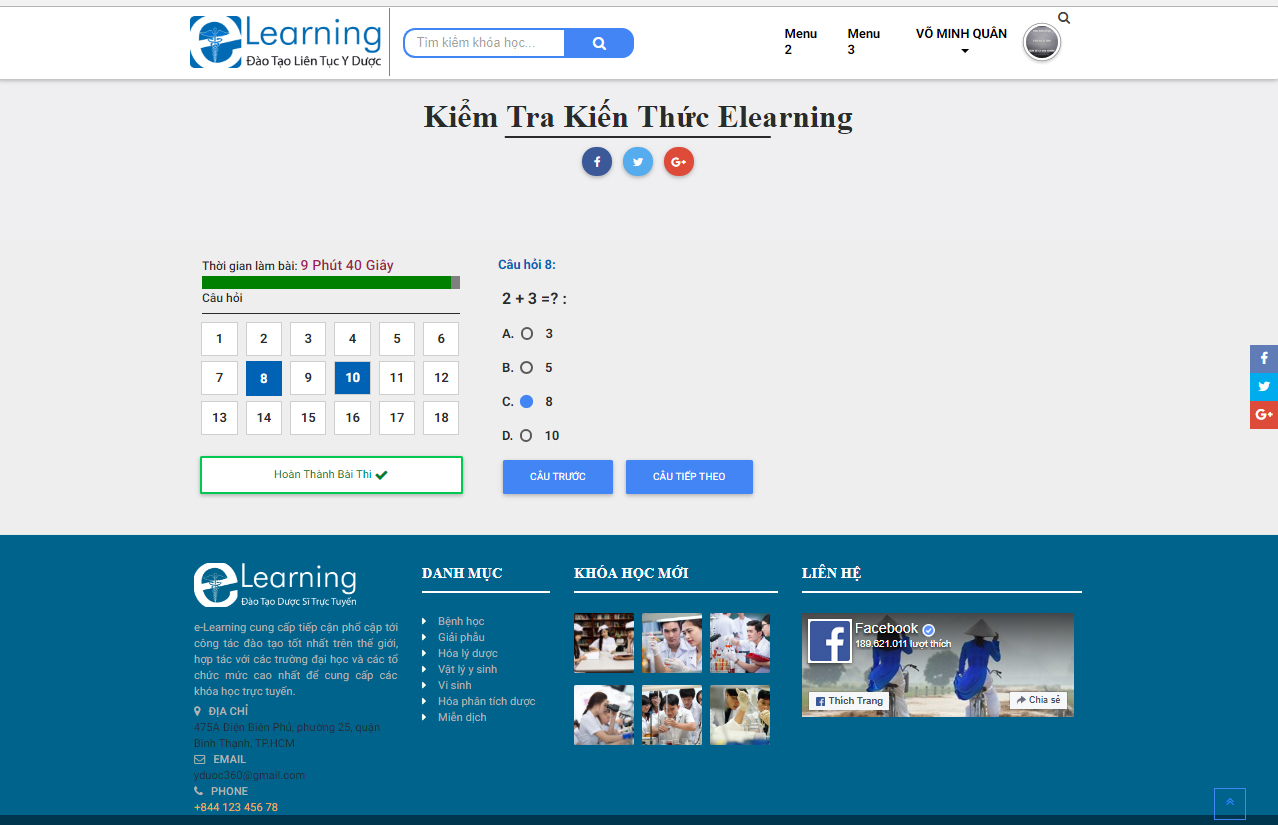 eLearning
Đào Tạo Liên Tục Y Dược
Tìm kiếm khóa học...
Menu 2
Menu 3
VÕ MINH QUÂN
Kiểm Tra Kiến Thức Elearning
Thời gian làm bài: 9 Phút 40 Giây
Câu hỏi
1 2 3 4 5 6
7 8 9 10 11 12
13 14 15 16 17 18
Hoàn Thành Bài Thi
Câu hỏi 8:
2 + 3 =? :
A. 3
B. 5
C. 8
D. 10
CÂU TRƯỚC
CÂU TIẾP THEO
eLearning
Đào Tạo Dược Sĩ Trực Tuyến
e-Learning cung cấp tiếp cận phổ cập tới
công tác đào tạo tốt nhất trên thế giới,
hợp tác với các trường đại học và các tổ
chức mức cao nhất để cung cấp các
khóa học trực tuyến.
ĐỊA CHỈ
475A Điện Biên Phủ, phường 25, quận
Bình Thạnh, TP.HCM
EMAIL
yduoc360@gmail.com
PHONE
+844 123 456 78
DANH MỤC
Bệnh học
Giải phẫu
Hóa lý dược
Vật lý y sinh
Vi sinh
Hóa phân tích dược
Miễn dịch
KHÓA HỌC MỚI
LIÊN HỆ
Facebook
189.621.011 lượt thích
Thích Trang
Chia sẻ